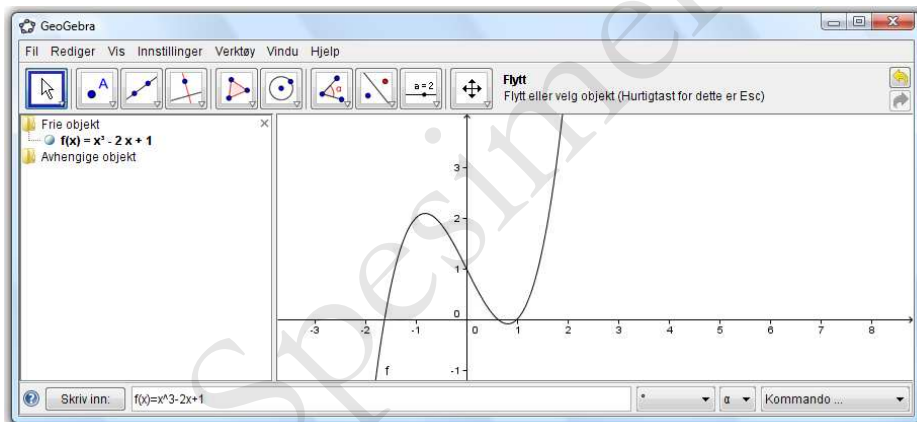 GeoGebra
Fil Rediger Vis Innstillinger Verktøy Vindu Hjelp
A
α
a = 2
Flytt
Flytt eller velg objekt (Hurtigtast for dette er Esc)
Frie objekt
f(x) = x³ - 2 x + 1
Avhengige objekt
3
2
1
0
-1
-3 -2 -1 0 1 2 3 4 5 6 7 8
f
Spesimen
Skriv inn: f(x)=x^3-2x+1 ° α Kommando ...